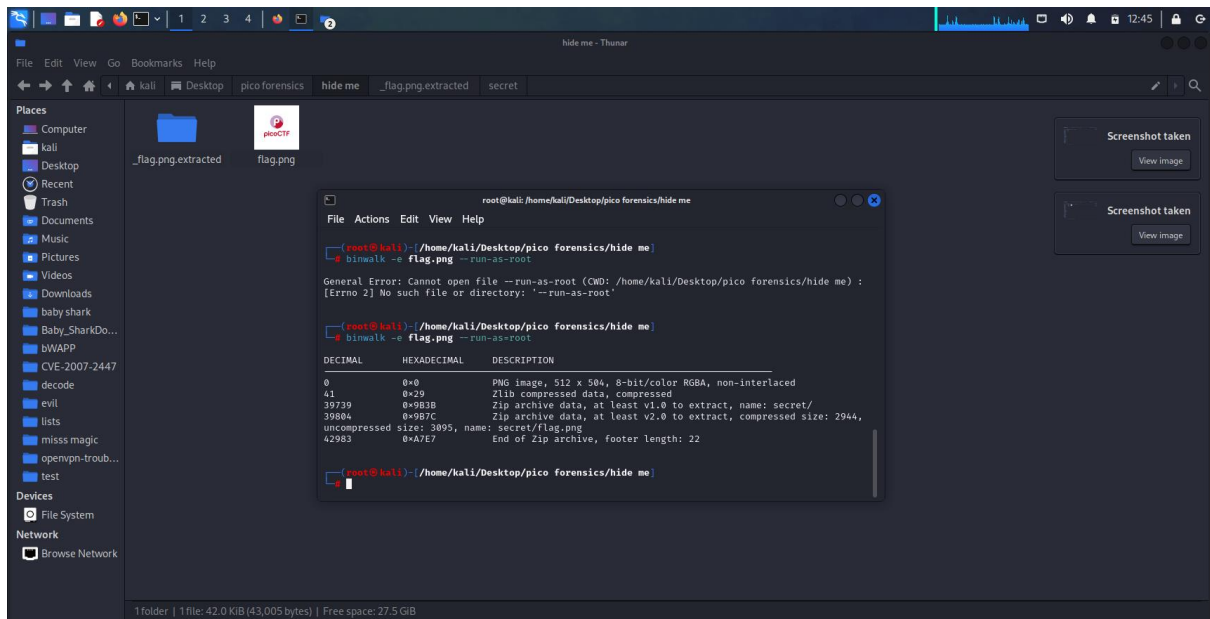 1 2 3 4 2 12:45
hide me - Thunar
File Edit View Go Bookmarks Help
kali Desktop pico forensics hide me _flag.png.extracted secret
Places
Computer
kali
Desktop
Recent
Trash
Documents
Music
Pictures
Videos
Downloads
baby shark
Baby_SharkDo...
bWAPP
CVE-2007-2447
decode
evil
lists
misss magic
openvpn-troub...
test
Devices
File System
Network
Browse Network
picoCTF
_flag.png.extracted flag.png
Screenshot taken
View image
Screenshot taken
View image
root@kali: /home/kali/Desktop/pico forensics/hide me
File Actions Edit View Help
(root㉿kali)-[/home/kali/Desktop/pico forensics/hide me]
# binwalk -e flag.png --run-as-root
General Error: Cannot open file --run-as-root (CWD: /home/kali/Desktop/pico forensics/hide me) :
[Errno 2] No such file or directory: '--run-as-root'
(root㉿kali)-[/home/kali/Desktop/pico forensics/hide me]
# binwalk -e flag.png --run-as=root
DECIMAL HEXADECIMAL DESCRIPTION
0 0×0 PNG image, 512 x 504, 8-bit/color RGBA, non-interlaced
41 0×29 Zlib compressed data, compressed
39739 0×9B3B Zip archive data, at least v1.0 to extract, name: secret/
39804 0×9B7C Zip archive data, at least v2.0 to extract, compressed size: 2944,
uncompressed size: 3095, name: secret/flag.png
42983 0×A7E7 End of Zip archive, footer length: 22
(root㉿kali)-[/home/kali/Desktop/pico forensics/hide me]
#
1 folder | 1 file: 42.0 KiB (43,005 bytes) | Free space: 27.5 GiB